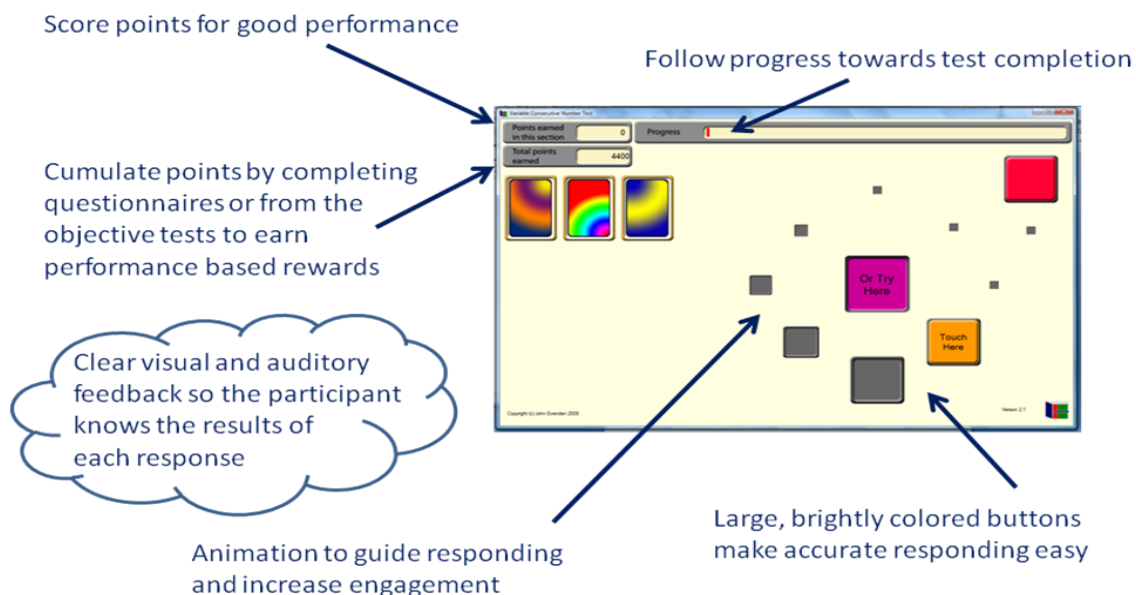 Score points for good performance
Follow progress towards test completion
Variable Consecutive Number Test
Points earned
in this section
0
Progress
Total points
earned
4400
Cumulate points by completing
questionnaires or from the
objective tests to earn
performance based rewards
Or Try
Here
Touch
Here
Clear visual and auditory
feedback so the participant
knows the results of
each response
Copyright (c) John Evenden 2008
Version 2.1
Animation to guide responding
and increase engagement
Large, brightly colored buttons
make accurate responding easy